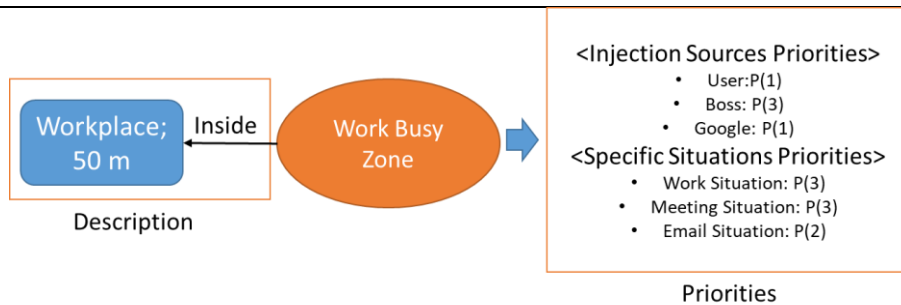 Workplace;
50 m
Inside
Description
Work Busy
Zone
<Injection Sources Priorities>
• User:P(1)
• Boss: P(3)
• Google: P(1)
<Specific Situations Priorities>
• Work Situation: P(3)
• Meeting Situation: P(3)
• Email Situation: P(2)
Priorities